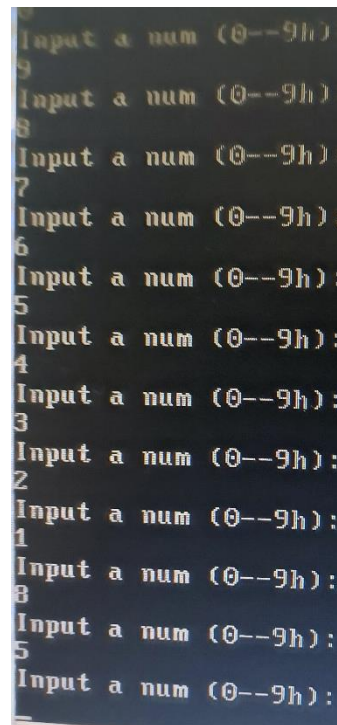 Input a num (0--9h)
9
Input a num (0--9h)
8
Input a num (0--9h)
7
Input a num (0--9h)
6
Input a num (0--9h):
5
Input a num (0--9h):
4
Input a num (0--9h):
3
Input a num (0--9h):
2
Input a num (0--9h):
1
Input a num (0--9h):
8
Input a num (0--9h):
5
Input a num (0--9h):
_